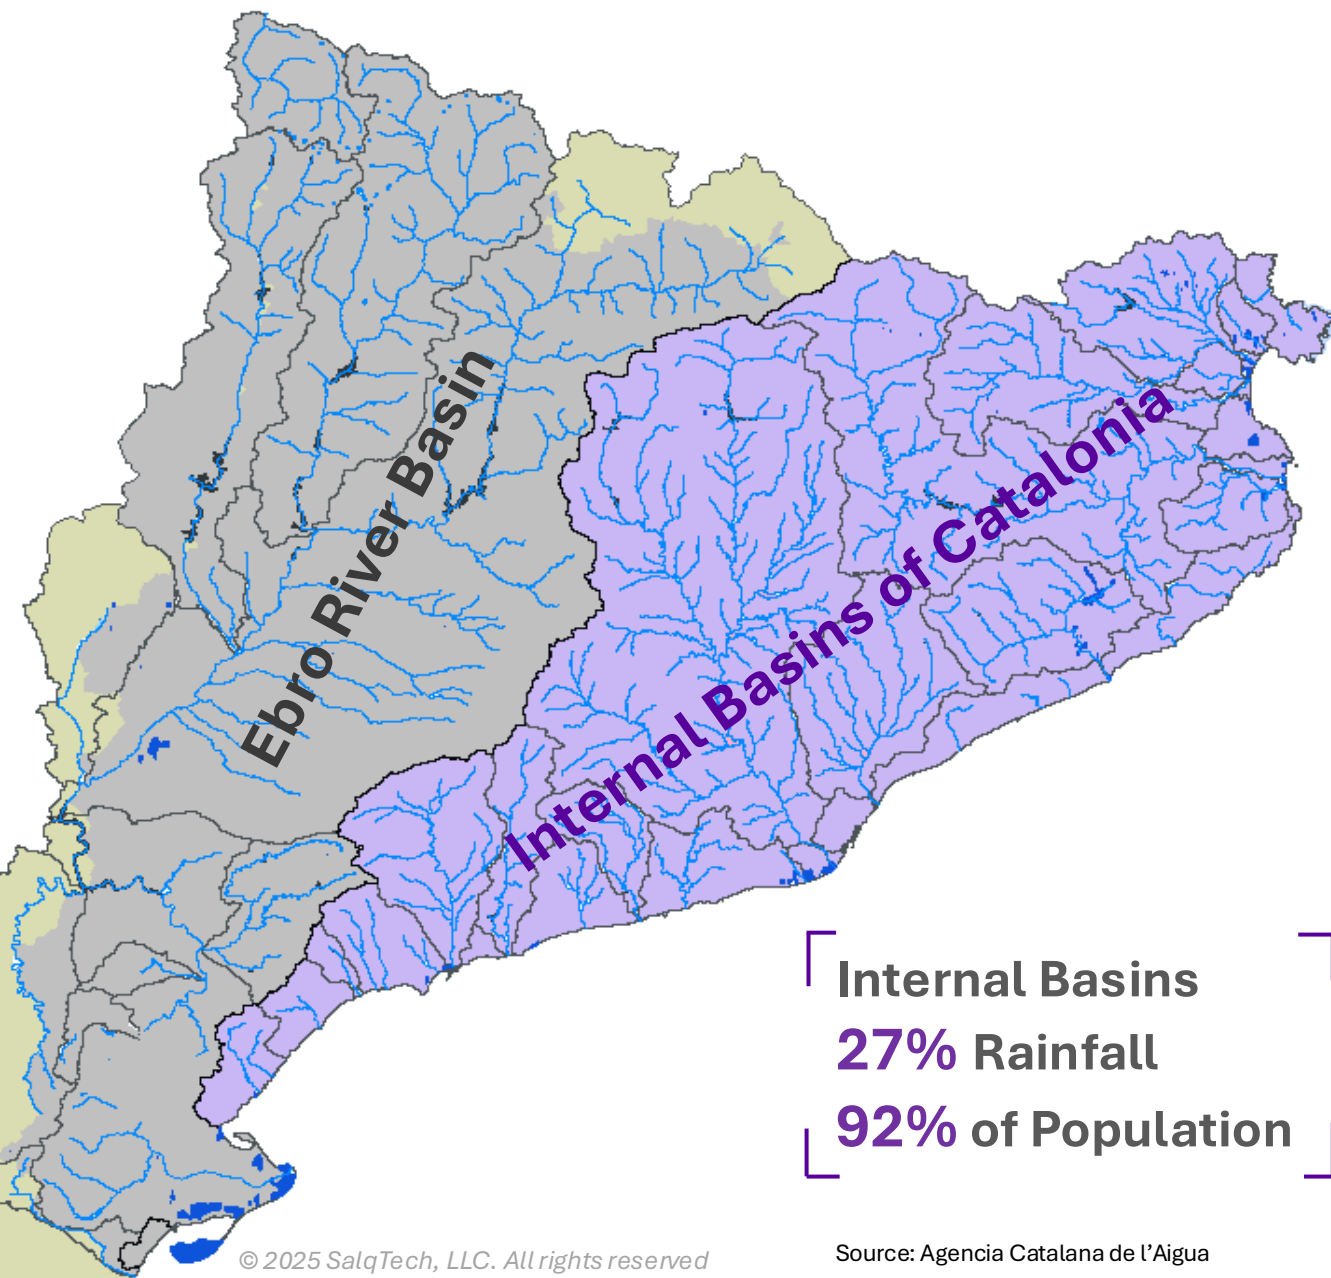 Ebro River Basin
Internal Basins of Catalonia
Internal Basins
27% Rainfall
92% of Population
© 2025 SalqTech, LLC. All rights reserved
Source: Agencia Catalana de l’Aigua